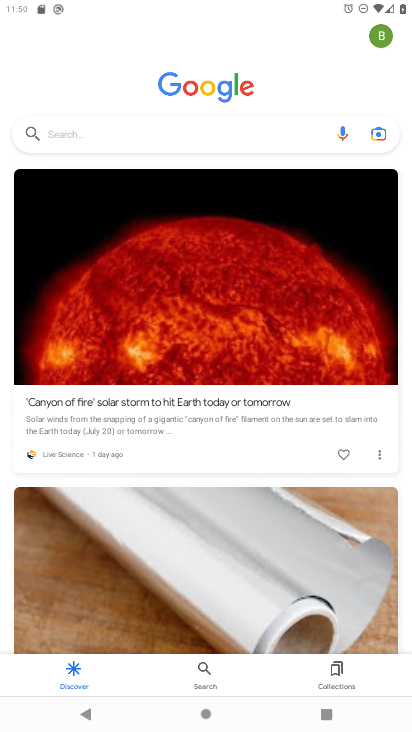 11:50
B
Google
Search...
'Canyon of fire' solar storm to hit Earth today or tomorrow
Solar winds from the snapping of a gigantic "canyon of fire" filament on the sun are set to slam into
the Earth today (July 20) or tomorrow ...
Live Science · 1 day ago
Discover
Search
Collections